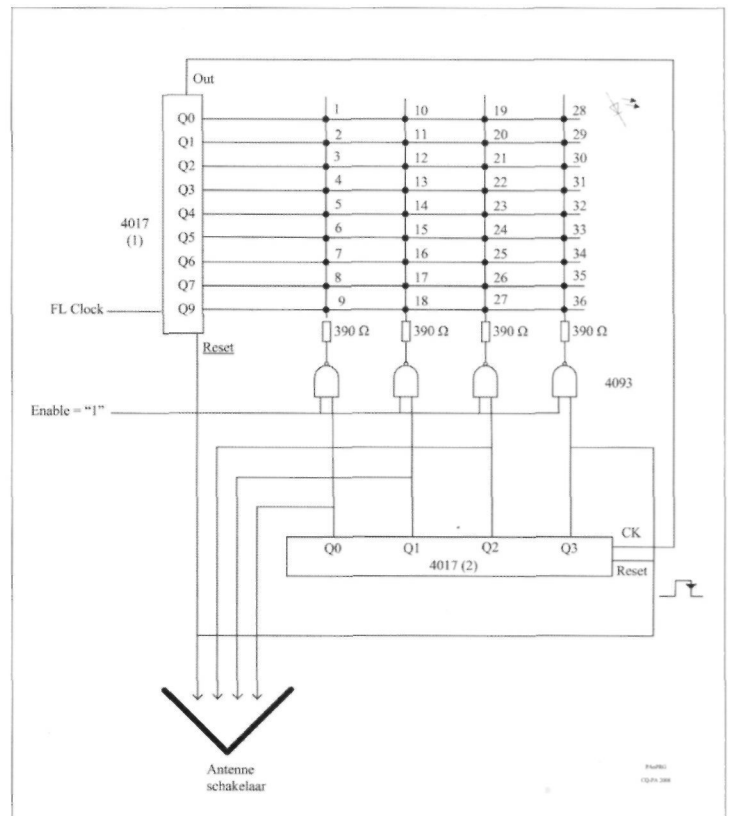 Out
Q0 1 10 19 28
Q1 2 11 20 29
Q2 3 12 21 30
Q3 4 13 22 31
Q4 5 14 23 32
4017
(1)
Q5 6 15 24 33
Q6 7 16 25 34
Q7 8 17 26 35
FL Clock
Q9 9 18 27 36
390 Ω 390 Ω 390 Ω 390 Ω
Reset
4093
Enable = “1”
CK
Q0 Q1 Q2 Q3
4017 (2)
Reset
Antenne
schakelaar